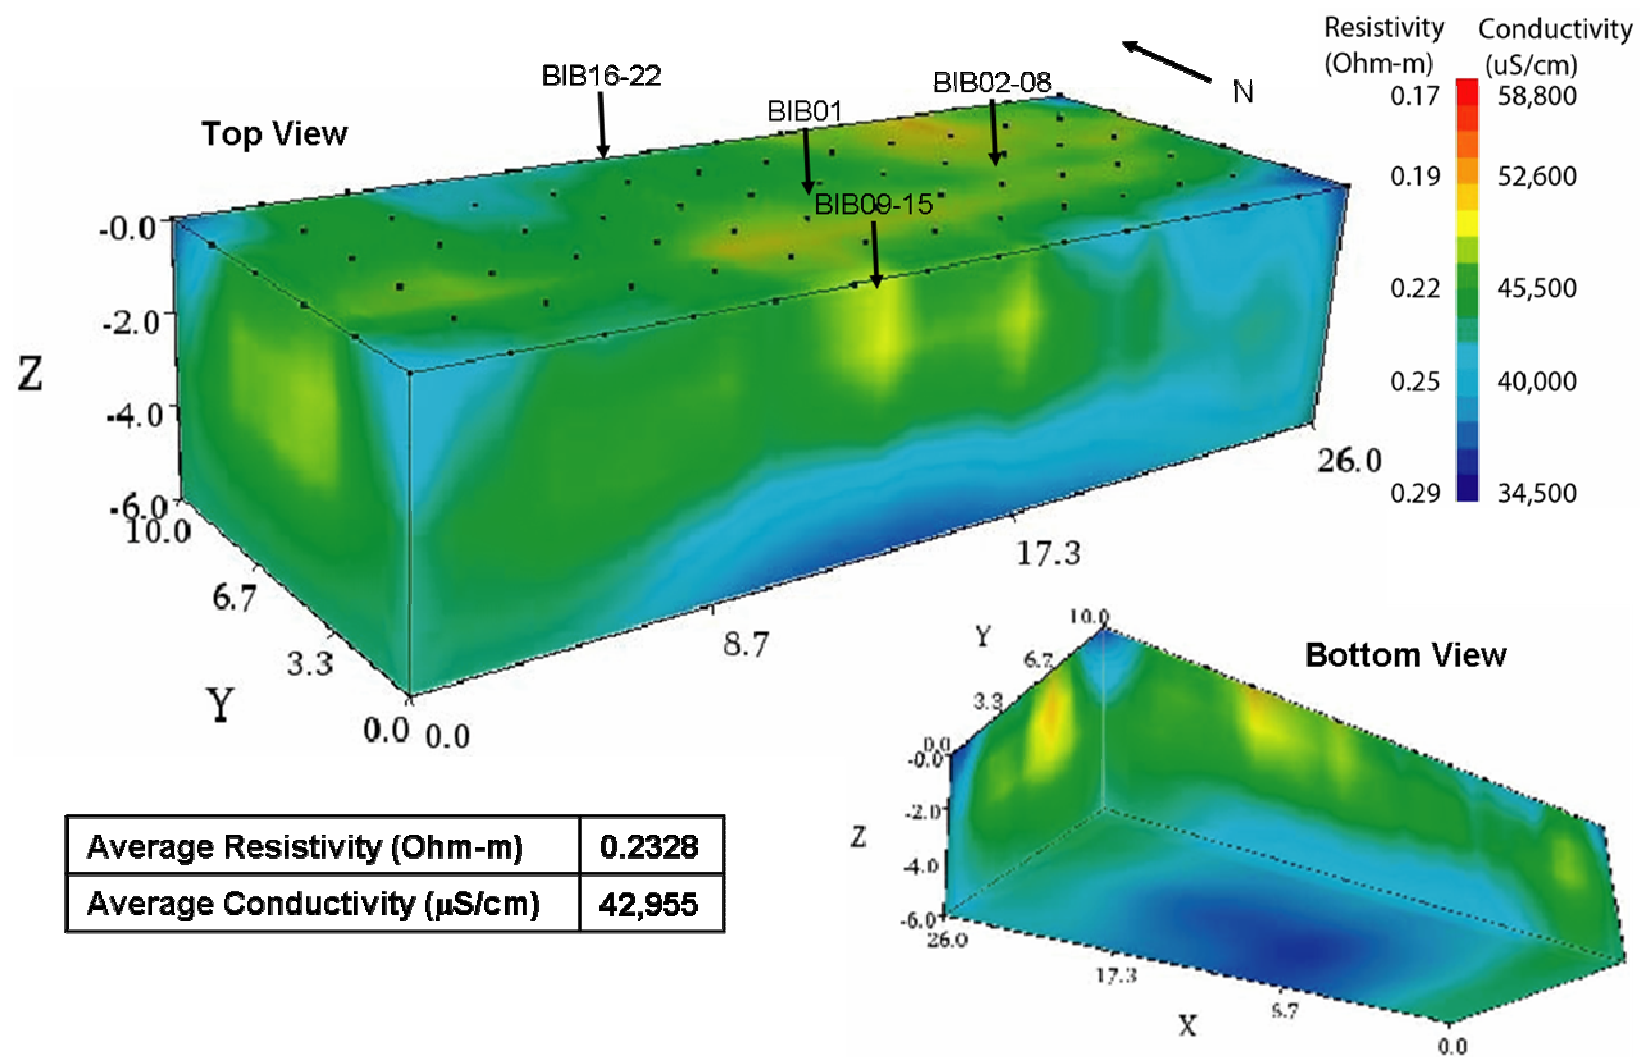 Resistivity Conductivity
(Ohm-m) (uS/cm)
0.17 58,800
0.19 52,600
0.22 45,500
0.25 40,000
0.29 34,500
N
BIB16-22
BIB01
BIB02-08
BIB09-15
Top View
-0.0
-2.0
Z
-4.0
-6.0
10.0
6.7
3.3
Y
0.0
0.0
8.7
17.3
26.0
Bottom View
10.0
Y
6.7
3.3
0.0
-0.0
-2.0
Z
-4.0
-6.0
26.0
17.3
X
0.0
Average Resistivity (Ohm-m) 0.2328
Average Conductivity (µS/cm) 42,955